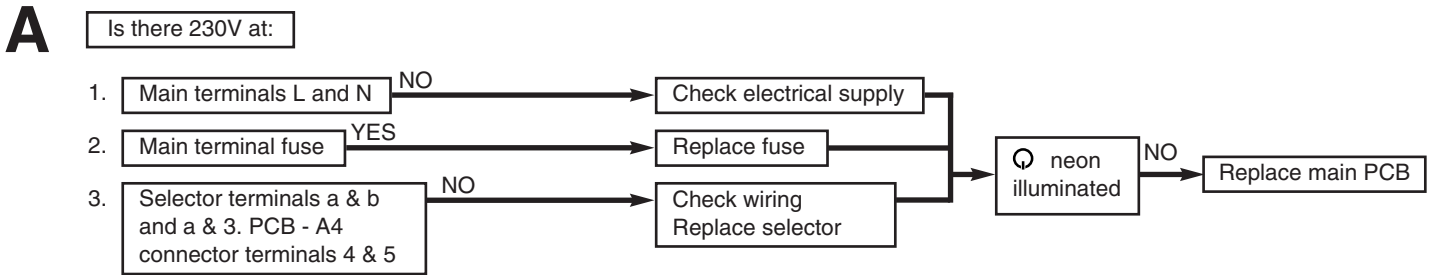 A
Is there 230V at:
1. Main terminals L and N
NO
Check electrical supply
2. Main terminal fuse
YES
Replace fuse
3. Selector terminals a & b
and a & 3. PCB - A4
connector terminals 4 & 5
NO
Check wiring
Replace selector
neon
illuminated
NO
Replace main PCB